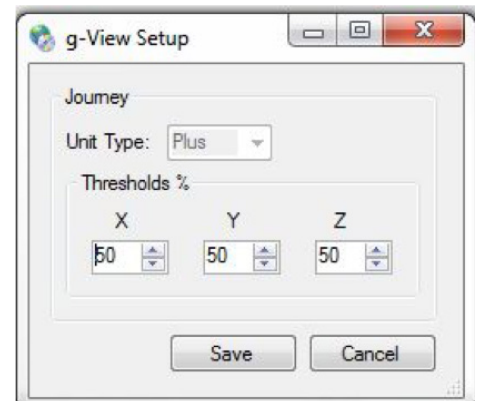 g-View Setup
Journey
Unit Type: Plus
Thresholds %
X Y Z
50 50 50
Save Cancel